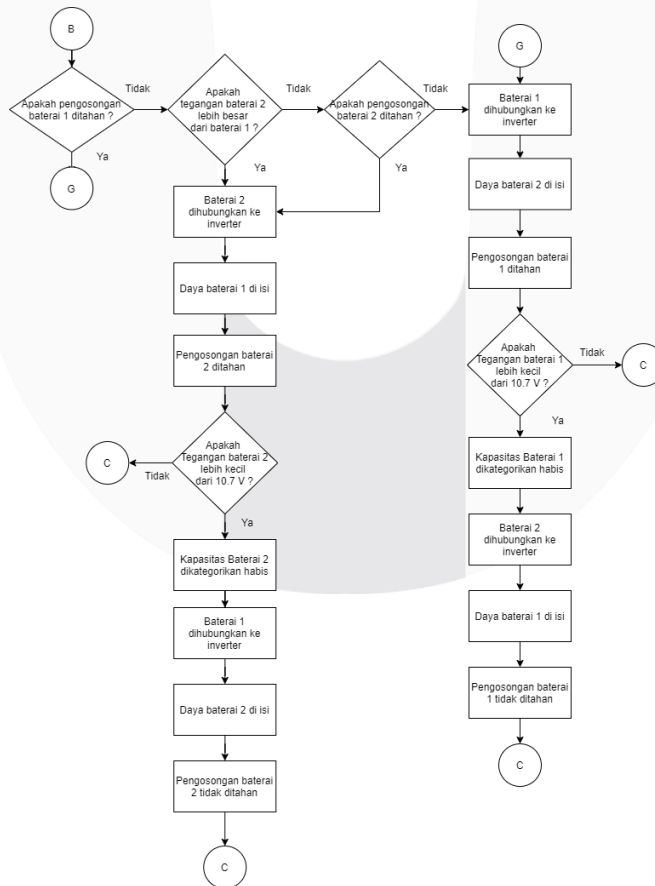 B
Apakah pengosongan
baterai 1 ditahan ?
Tidak
Ya
G
Apakah
tegangan baterai 2
lebih besar
dari baterai 1 ?
Tidak
Ya
Apakah pengosongan
baterai 2 ditahan ?
Tidak
Ya
Baterai 2
dihubungkan ke
inverter
Daya baterai 1 di isi
Pengosongan baterai
2 ditahan
Apakah
Tegangan baterai 2
lebih kecil
dari 10.7 V ?
Tidak
C
Ya
Kapasitas Baterai 2
dikategorikan habis
Baterai 1
dihubungkan ke
inverter
Daya baterai 2 di isi
Pengosongan baterai
2 tidak ditahan
C
G
Baterai 1
dihubungkan ke
inverter
Daya baterai 2 di isi
Pengosongan baterai
1 ditahan
Apakah
Tegangan baterai 1
lebih kecil
dari 10.7 V ?
Tidak
C
Ya
Kapasitas Baterai 1
dikategorikan habis
Baterai 2
dihubungkan ke
inverter
Daya baterai 1 di isi
Pengosongan baterai
1 tidak ditahan
C